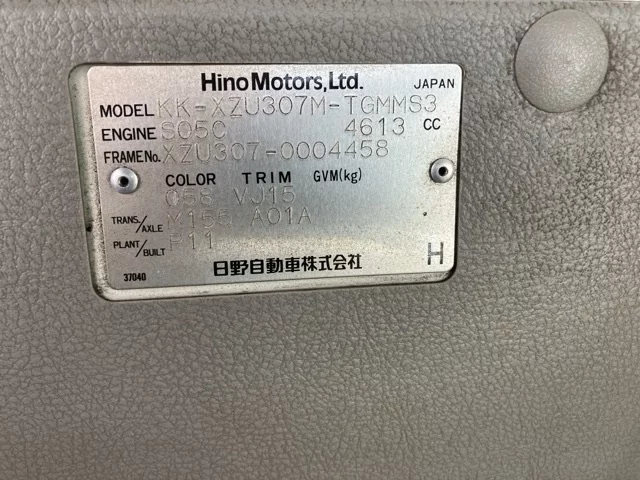 Hino Motors, Ltd. JAPAN
MODEL KK-XZU307M-TGMMS3
ENGINE S05C 4613 CC
FRAME No. XZU307-0004458
COLOR TRIM GVM(kg)
058 VJ15
TRANS./AXLE M155 A01A
PLANT/BUILT P11
37040 日野自動車株式会社 H